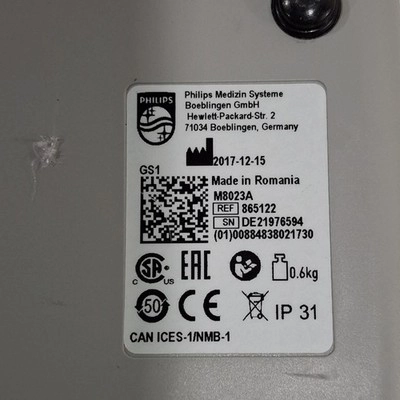 PHILIPS
Philips Medizin Systeme
Boeblingen GmbH
Hewlett-Packard-Str. 2
71034 Boeblingen, Germany
2017-12-15
GS1
Made in Romania
M8023A
REF 865122
SN DE21976594
(01)00884838021730
C SP US EAC 0.6kg
50 CE IP 31
CAN ICES-1/NMB-1